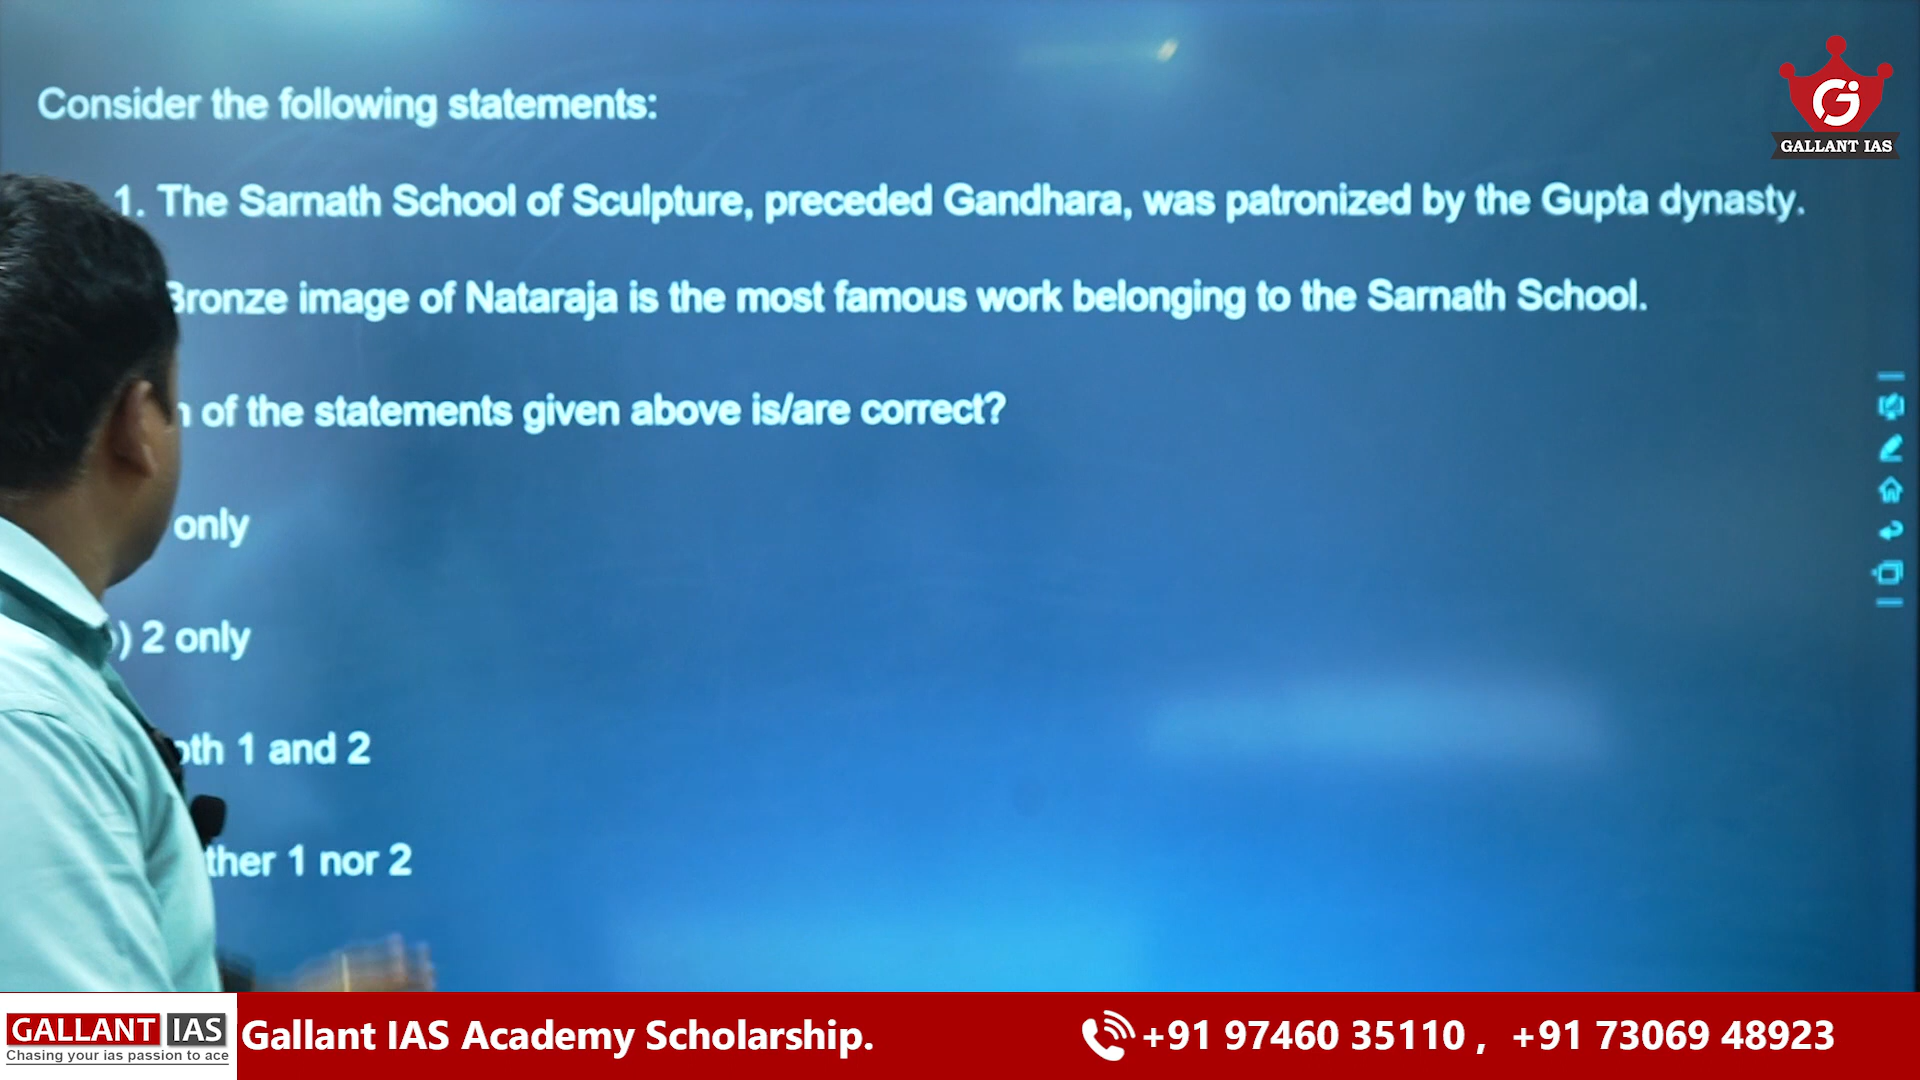 Consider the following statements:
1. The Sarnath School of Sculpture, preceded Gandhara, was patronized by the Gupta dynasty.
Bronze image of Nataraja is the most famous work belonging to the Sarnath School.
of the statements given above is/are correct?
only
) 2 only
1 and 2
1 nor 2
GALLANT IAS
GALLANT IAS
Chasing your ias passion to ace
Gallant IAS Academy Scholarship.
+91 97460 35110 , +91 73069 48923